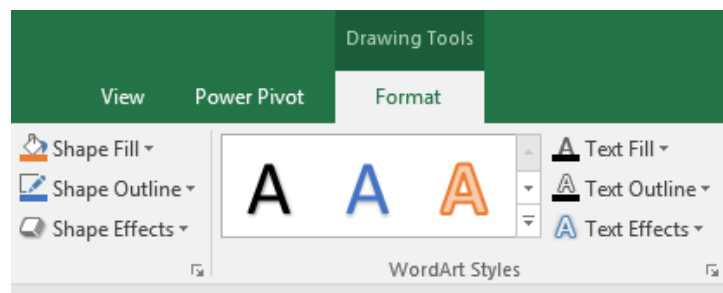 Drawing Tools
View Power Pivot Format
Shape Fill
Shape Outline
Shape Effects
A A A
A Text Fill
A Text Outline
A Text Effects
WordArt Styles